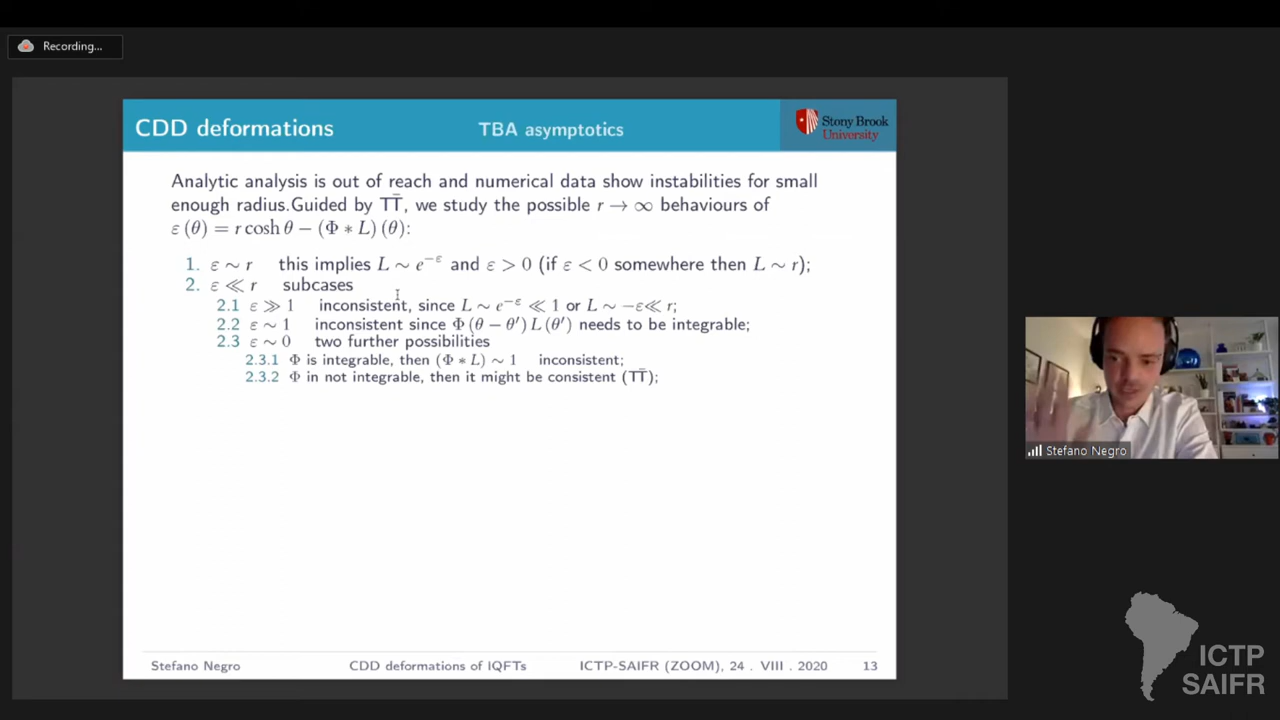 Recording...
CDD deformations
TBA asymptotics
Stony Brook
University
Analytic analysis is out of reach and numerical data show instabilities for small
enough radius.Guided by TT̄, we study the possible r → ∞ behaviours of
ε (θ) = r cosh θ − (Φ ∗ L) (θ):
1. ε ∼ r this implies L ∼ e^{−ε} and ε > 0 (if ε < 0 somewhere then L ∼ r);
2. ε ≪ r subcases
2.1 ε ≫ 1 inconsistent, since L ∼ e^{−ε} ≪ 1 or L ∼ −ε≪ r;
2.2 ε ∼ 1 inconsistent since Φ (θ − θ′) L (θ′) needs to be integrable;
2.3 ε ∼ 0 two further possibilities
2.3.1 Φ is integrable, then (Φ ∗ L) ∼ 1 inconsistent;
2.3.2 Φ in not integrable, then it might be consistent (TT̄);
Stefano Negro
Stefano Negro
CDD deformations of IQFTs
ICTP-SAIFR (ZOOM), 24 . VIII . 2020
13
ICTP
SAIFR